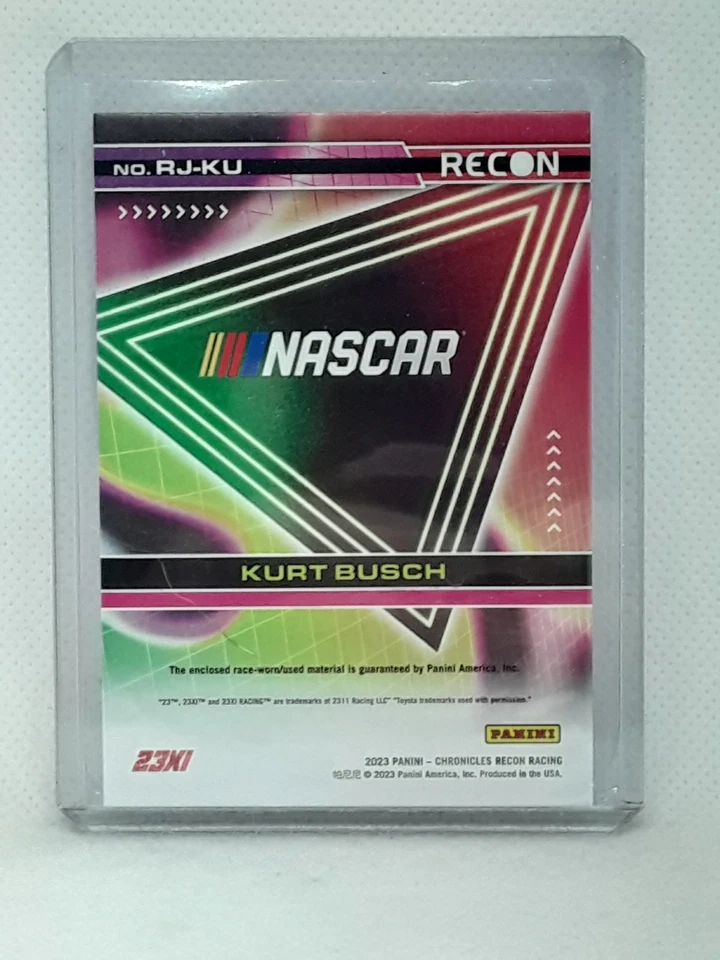 NO. RJ-KU
RECON
NASCAR
KURT BUSCH
The enclosed race-worn/used material is guaranteed by Panini America, Inc.
"23™, 23XI™ and 23XI RACING™ are trademarks of 2311 Racing LLC" "Toyota trademarks used with permission."
PANINI
23XI
2023 PANINI – CHRONICLES RECON RACING
帕尼尼 © 2023 Panini America, Inc. Produced in the USA.